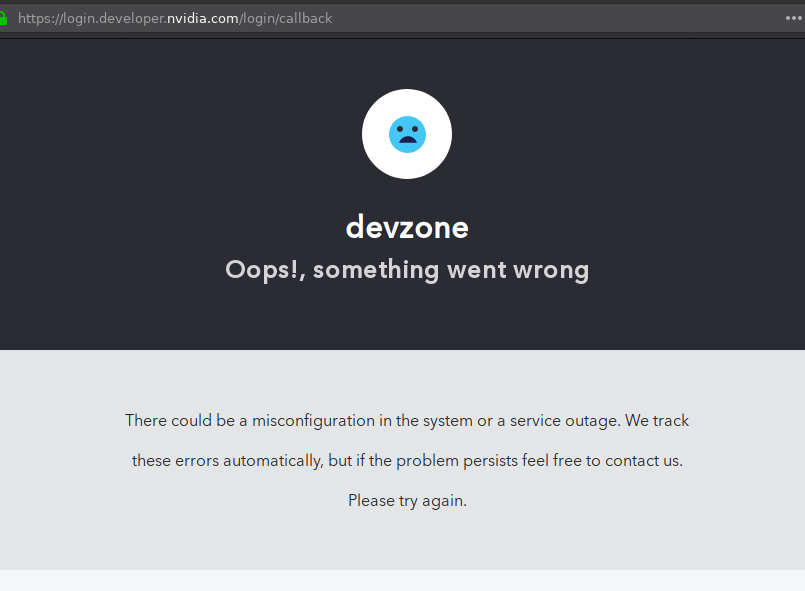 https://login.developer.nvidia.com/login/callback
devzone
Oops!, something went wrong
There could be a misconfiguration in the system or a service outage. We track
these errors automatically, but if the problem persists feel free to contact us.
Please try again.